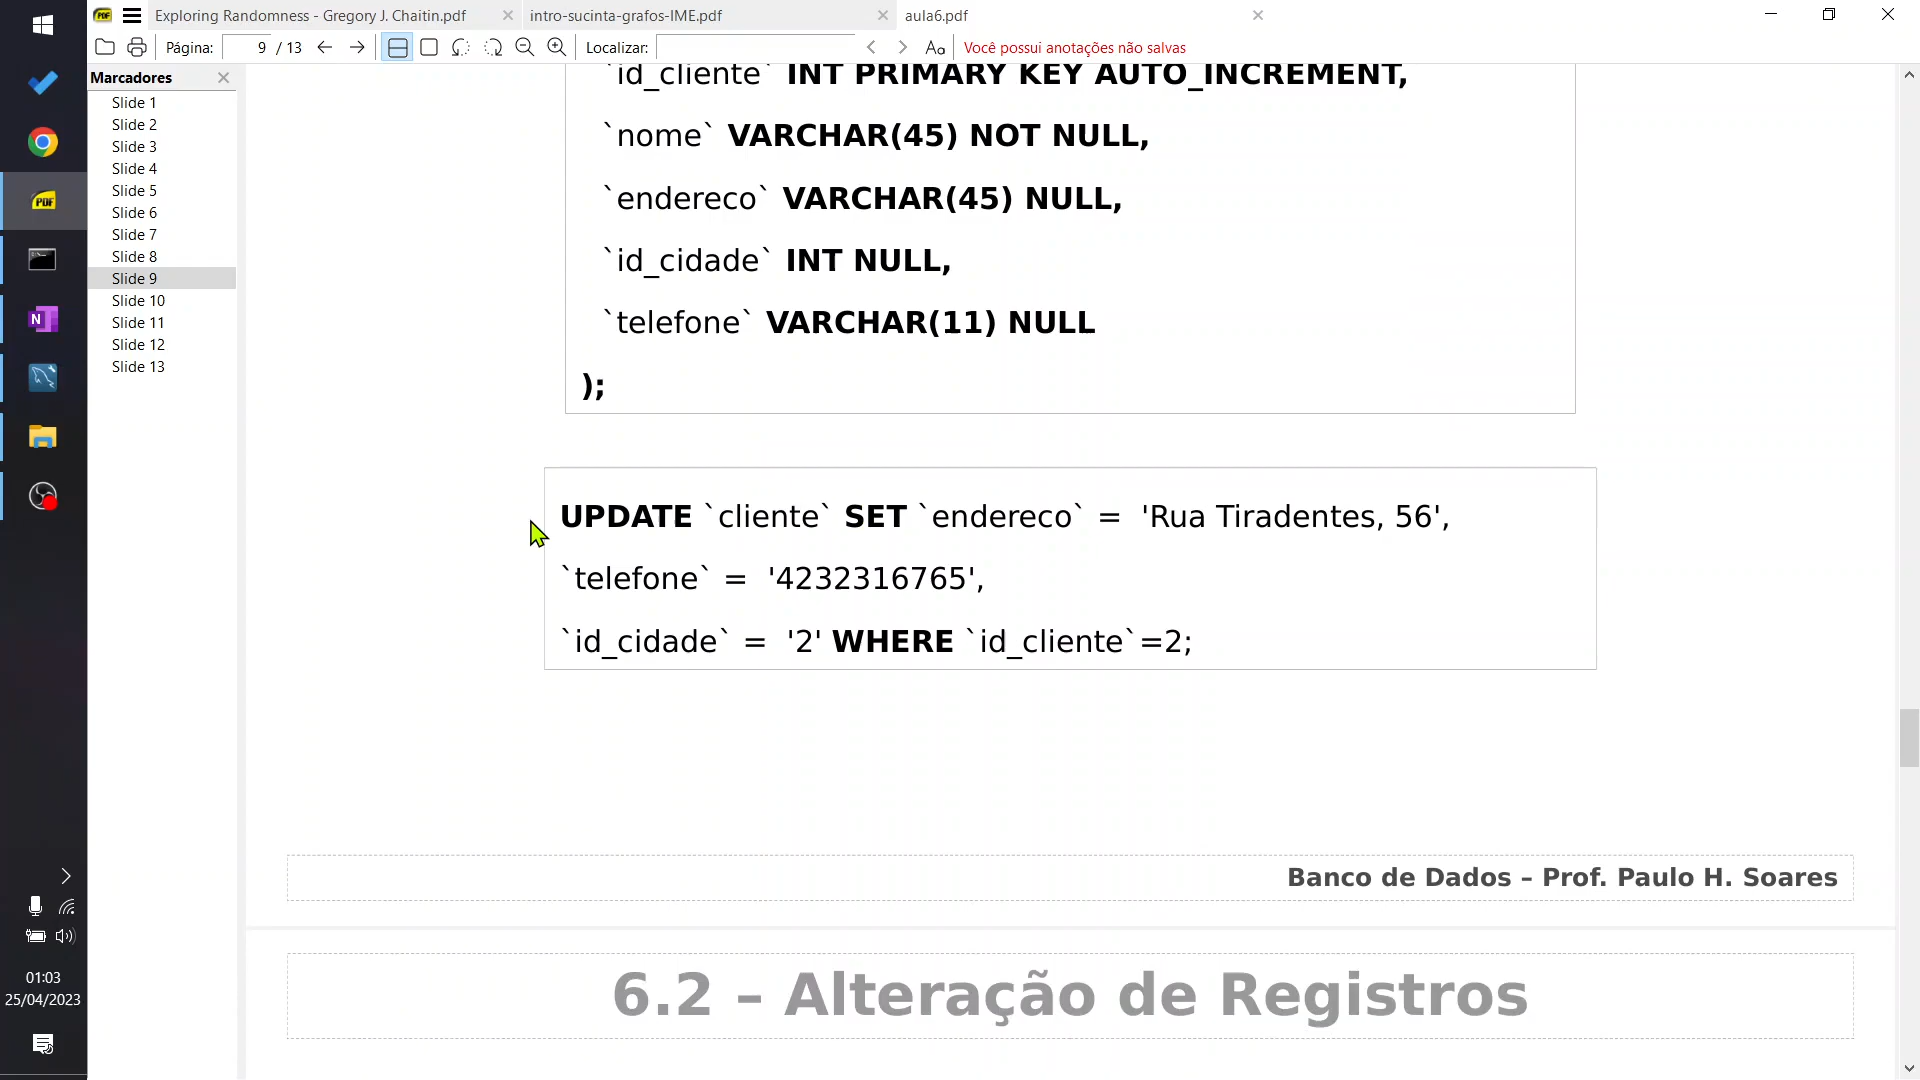 Exploring Randomness - Gregory J. Chaitin.pdf
intro-sucinta-grafos-IME.pdf
aula6.pdf
Página: 9 / 13
Localizar:
Aa
Você possui anotações não salvas
Marcadores
Slide 1
Slide 2
Slide 3
Slide 4
Slide 5
Slide 6
Slide 7
Slide 8
Slide 9
Slide 10
Slide 11
Slide 12
Slide 13
`id_cliente` INT PRIMARY KEY AUTO_INCREMENT,
`nome` VARCHAR(45) NOT NULL,
`endereco` VARCHAR(45) NULL,
`id_cidade` INT NULL,
`telefone` VARCHAR(11) NULL
);
UPDATE `cliente` SET `endereco` = 'Rua Tiradentes, 56',
`telefone` = '4232316765',
`id_cidade` = '2' WHERE `id_cliente`=2;
Banco de Dados – Prof. Paulo H. Soares
6.2 – Alteração de Registros
PDF
PDF
N
01:03
25/04/2023